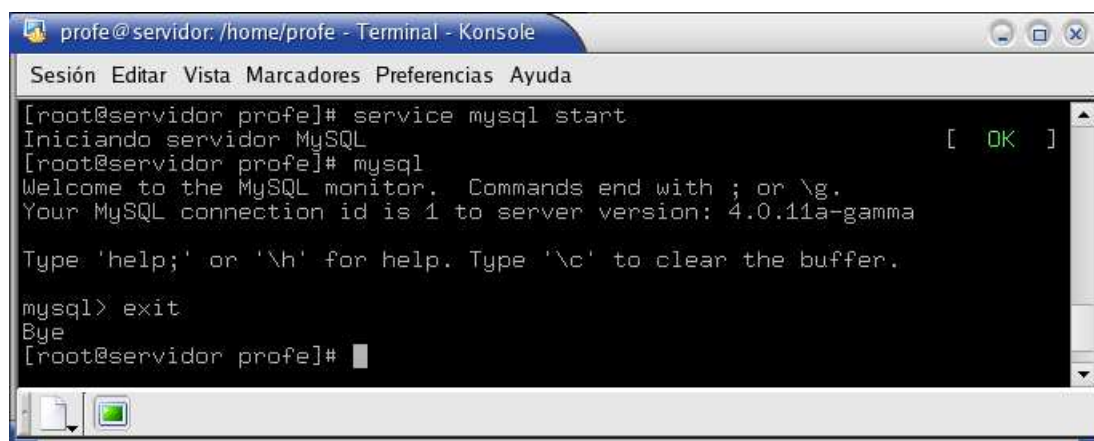 profe@servidor: /home/profe - Terminal - Konsole
Sesión Editar Vista Marcadores Preferencias Ayuda
[root@servidor profe]# service mysql start
Iniciando servidor MySQL [ OK ]
[root@servidor profe]# mysql
Welcome to the MySQL monitor. Commands end with ; or \g.
Your MySQL connection id is 1 to server version: 4.0.11a-gamma
Type 'help;' or '\h' for help. Type '\c' to clear the buffer.
mysql> exit
Bye
[root@servidor profe]#